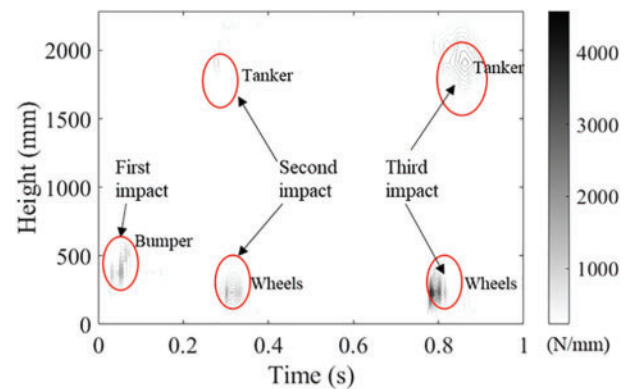 2000
1500
1000
500
0
Height (mm)
Tanker
Tanker
First
impact
Second
impact
Third
impact
Bumper
Wheels
Wheels
0
0.2
0.4
0.6
0.8
1
Time (s)
4000
3000
2000
1000
(N/mm)